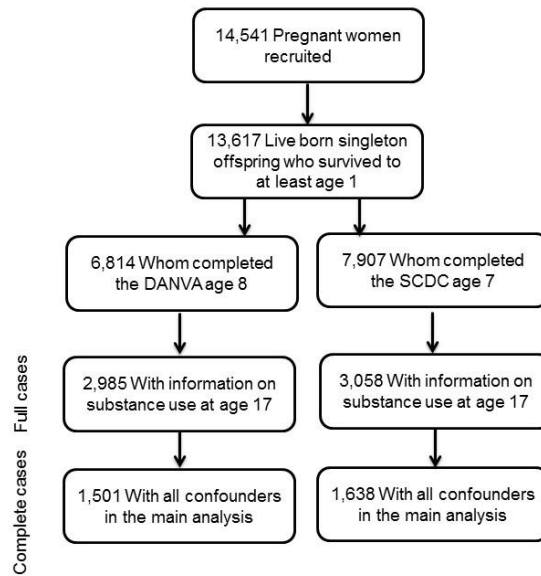 14,541 Pregnant women
recruited
13,617 Live born singleton
offspring who survived to
at least age 1
6,814 Whom completed
the DANVA age 8
7,907 Whom completed
the SCDC age 7
Full cases
2,985 With information on
substance use at age 17
3,058 With information on
substance use at age 17
Complete cases
1,501 With all confounders
in the main analysis
1,638 With all confounders
in the main analysis